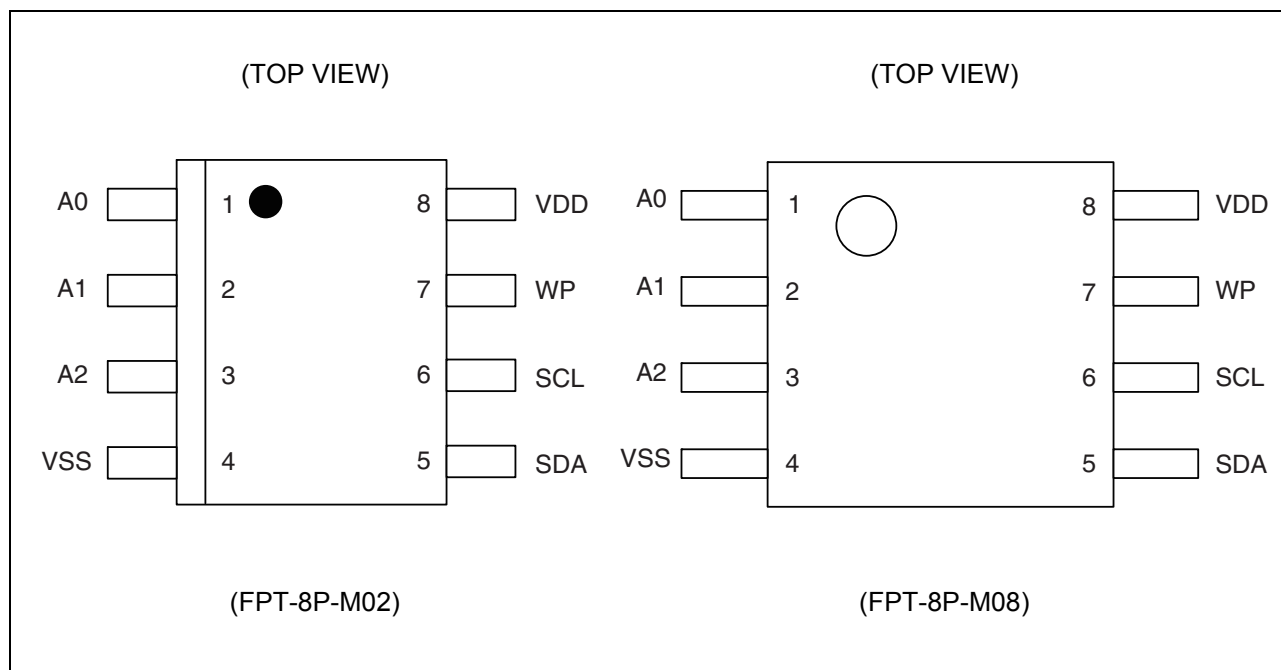 (TOP VIEW)
A0 1 8 VDD
A1 2 7 WP
A2 3 6 SCL
VSS 4 5 SDA
(FPT-8P-M02)
(TOP VIEW)
A0 1 8 VDD
A1 2 7 WP
A2 3 6 SCL
VSS 4 5 SDA
(FPT-8P-M08)